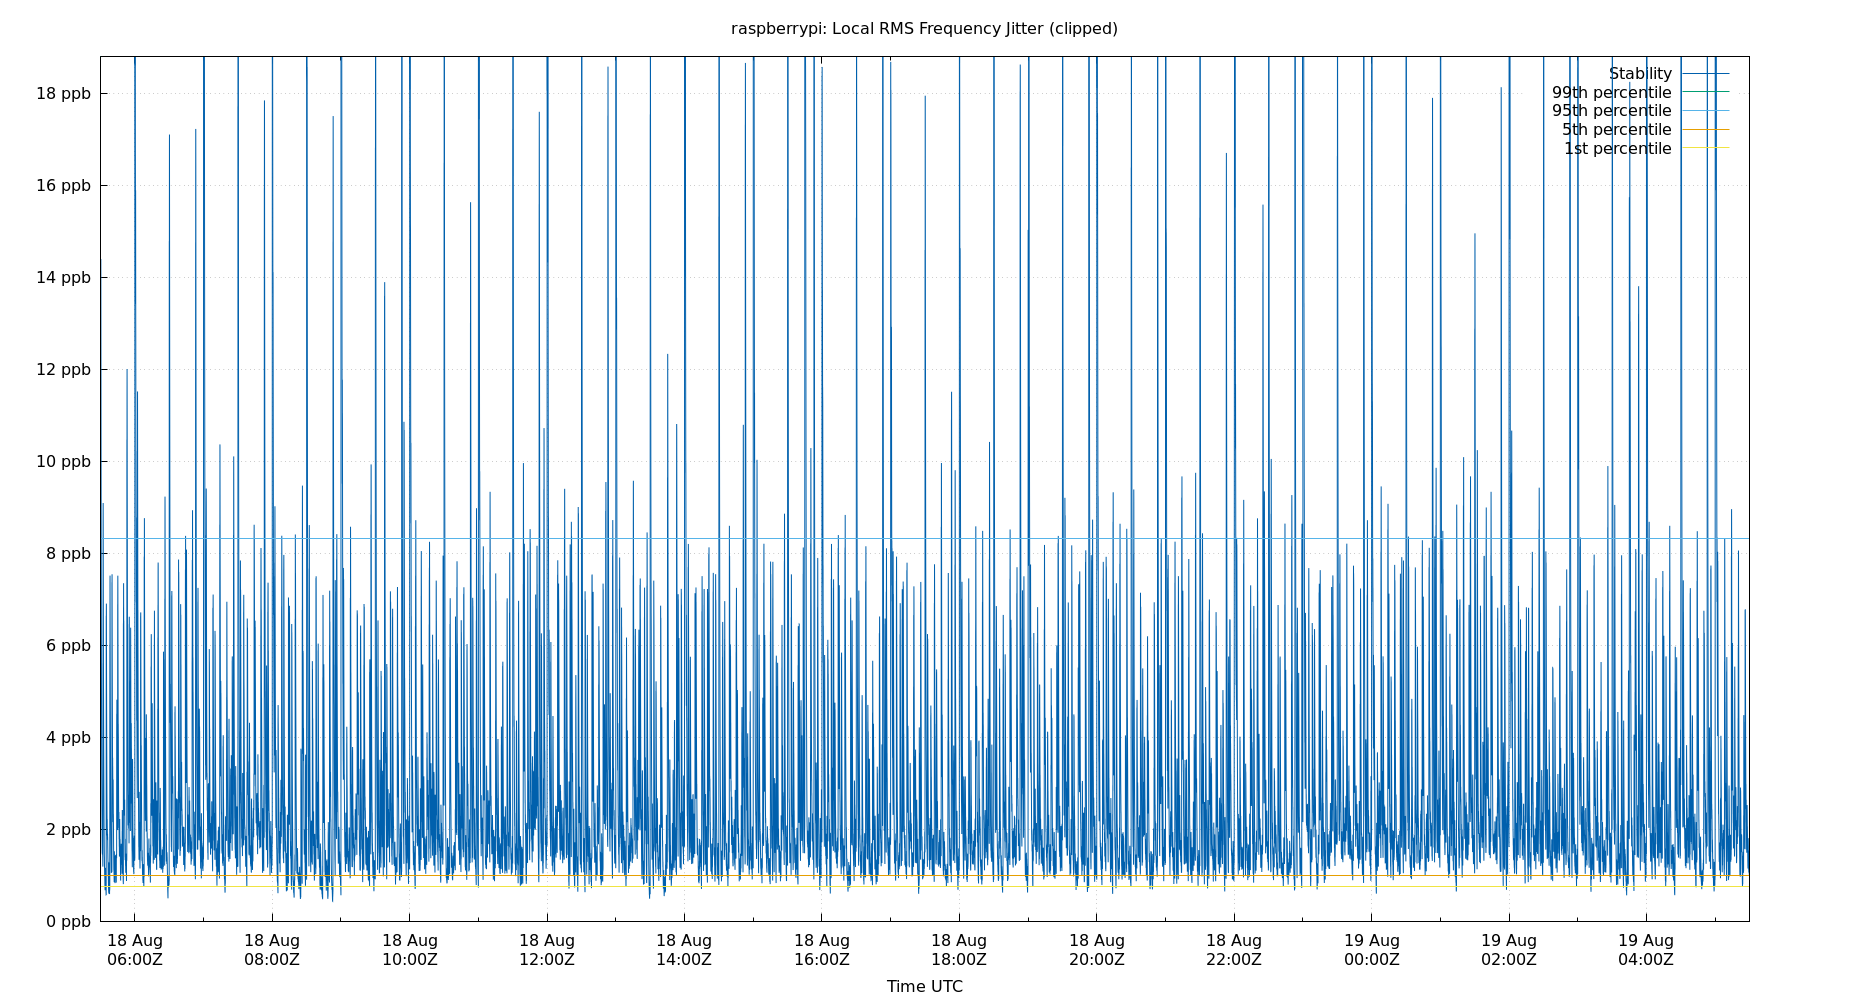 raspberrypi: Local RMS Frequency Jitter (clipped)
Stability
99th percentile
95th percentile
5th percentile
1st percentile
18 ppb
16 ppb
14 ppb
12 ppb
10 ppb
8 ppb
6 ppb
4 ppb
2 ppb
0 ppb
18 Aug 18 Aug 18 Aug 18 Aug 18 Aug 18 Aug 18 Aug 18 Aug 18 Aug 19 Aug 19 Aug 19 Aug
06:00Z 08:00Z 10:00Z 12:00Z 14:00Z 16:00Z 18:00Z 20:00Z 22:00Z 00:00Z 02:00Z 04:00Z
Time UTC